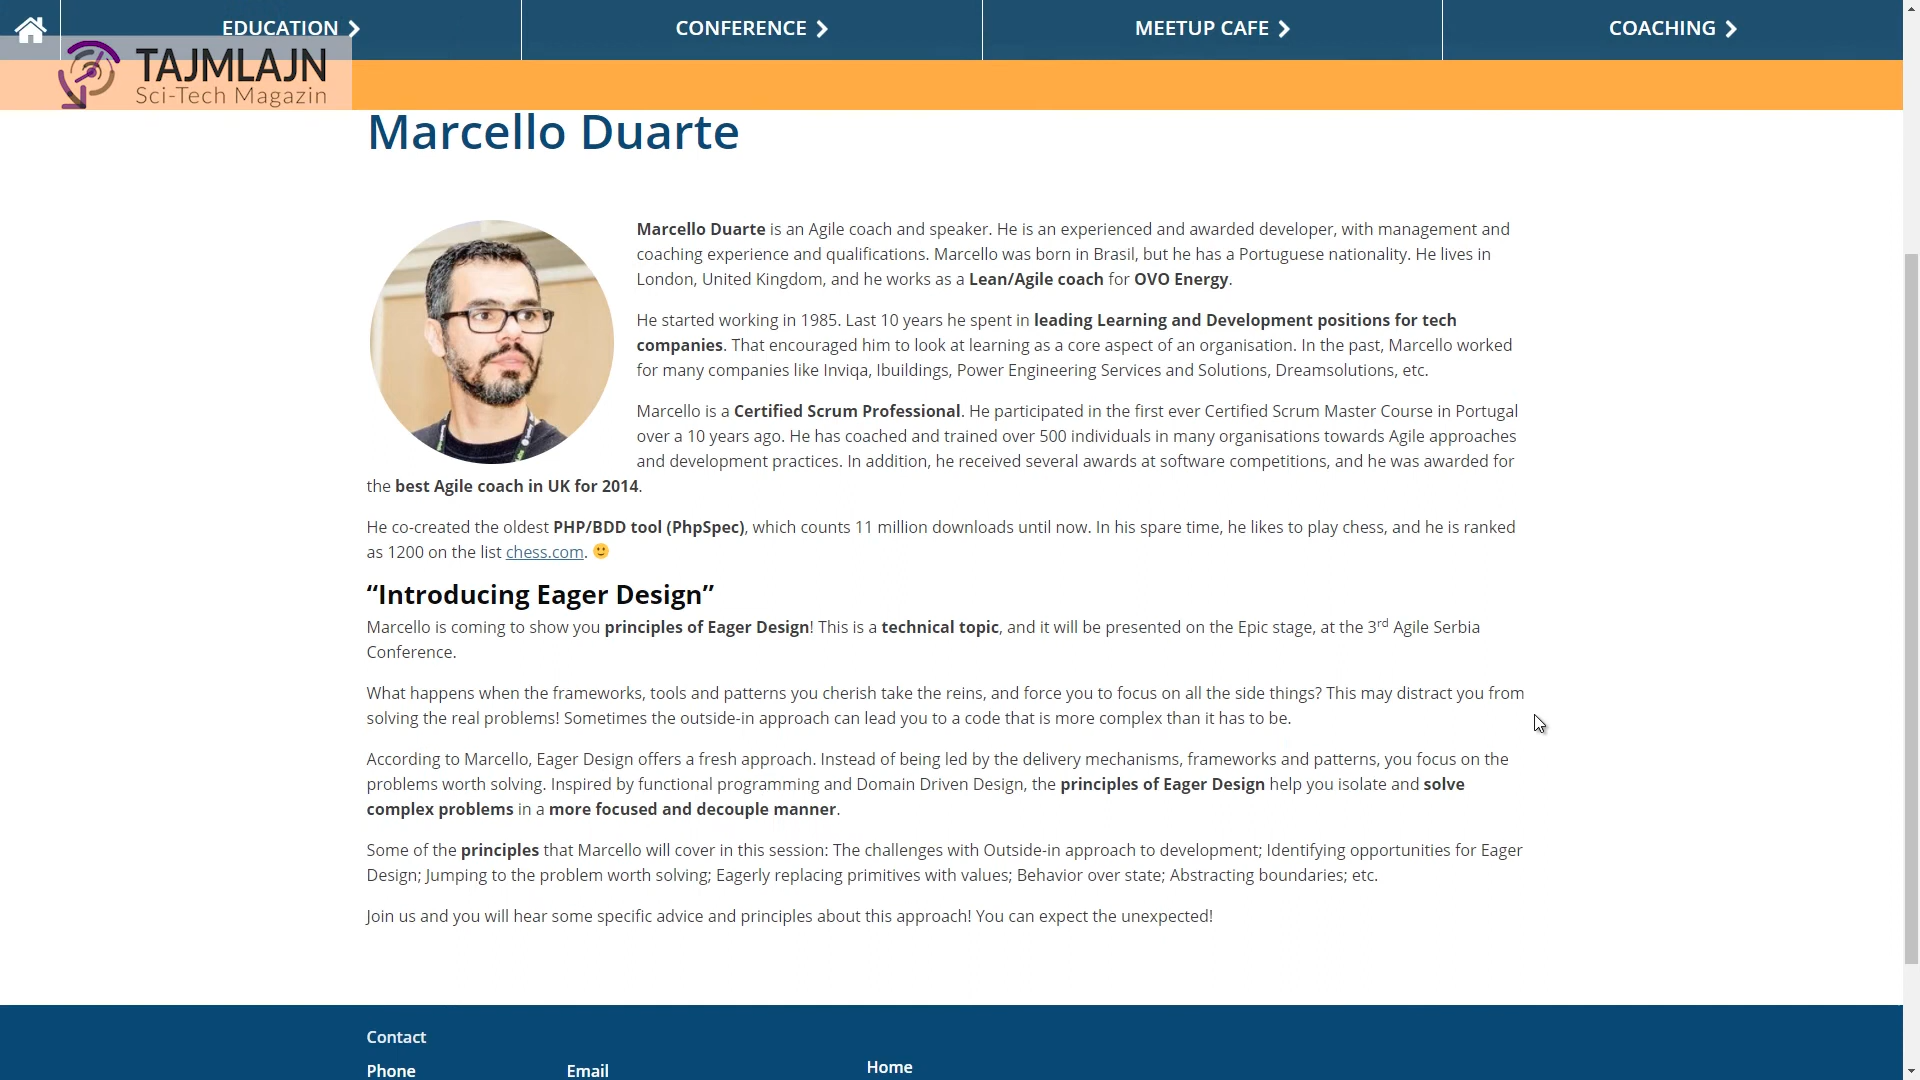 EDUCATION
CONFERENCE
MEETUP CAFE
COACHING
TAJMLAJN
Sci-Tech Magazin
Marcello Duarte
Marcello Duarte is an Agile coach and speaker. He is an experienced and awarded developer, with management and
coaching experience and qualifications. Marcello was born in Brasil, but he has a Portuguese nationality. He lives in
London, United Kingdom, and he works as a Lean/Agile coach for OVO Energy.
He started working in 1985. Last 10 years he spent in leading Learning and Development positions for tech
companies. That encouraged him to look at learning as a core aspect of an organisation. In the past, Marcello worked
for many companies like Inviqa, Ibuildings, Power Engineering Services and Solutions, Dreamsolutions, etc.
Marcello is a Certified Scrum Professional. He participated in the first ever Certified Scrum Master Course in Portugal
over a 10 years ago. He has coached and trained over 500 individuals in many organisations towards Agile approaches
and development practices. In addition, he received several awards at software competitions, and he was awarded for
the best Agile coach in UK for 2014.
He co-created the oldest PHP/BDD tool (PhpSpec), which counts 11 million downloads until now. In his spare time, he likes to play chess, and he is ranked
as 1200 on the list chess.com. 🙂
“Introducing Eager Design”
Marcello is coming to show you principles of Eager Design! This is a technical topic, and it will be presented on the Epic stage, at the 3rd Agile Serbia
Conference.
What happens when the frameworks, tools and patterns you cherish take the reins, and force you to focus on all the side things? This may distract you from
solving the real problems! Sometimes the outside-in approach can lead you to a code that is more complex than it has to be.
According to Marcello, Eager Design offers a fresh approach. Instead of being led by the delivery mechanisms, frameworks and patterns, you focus on the
problems worth solving. Inspired by functional programming and Domain Driven Design, the principles of Eager Design help you isolate and solve
complex problems in a more focused and decouple manner.
Some of the principles that Marcello will cover in this session: The challenges with Outside-in approach to development; Identifying opportunities for Eager
Design; Jumping to the problem worth solving; Eagerly replacing primitives with values; Behavior over state; Abstracting boundaries; etc.
Join us and you will hear some specific advice and principles about this approach! You can expect the unexpected!
Contact
Phone
Email
Home